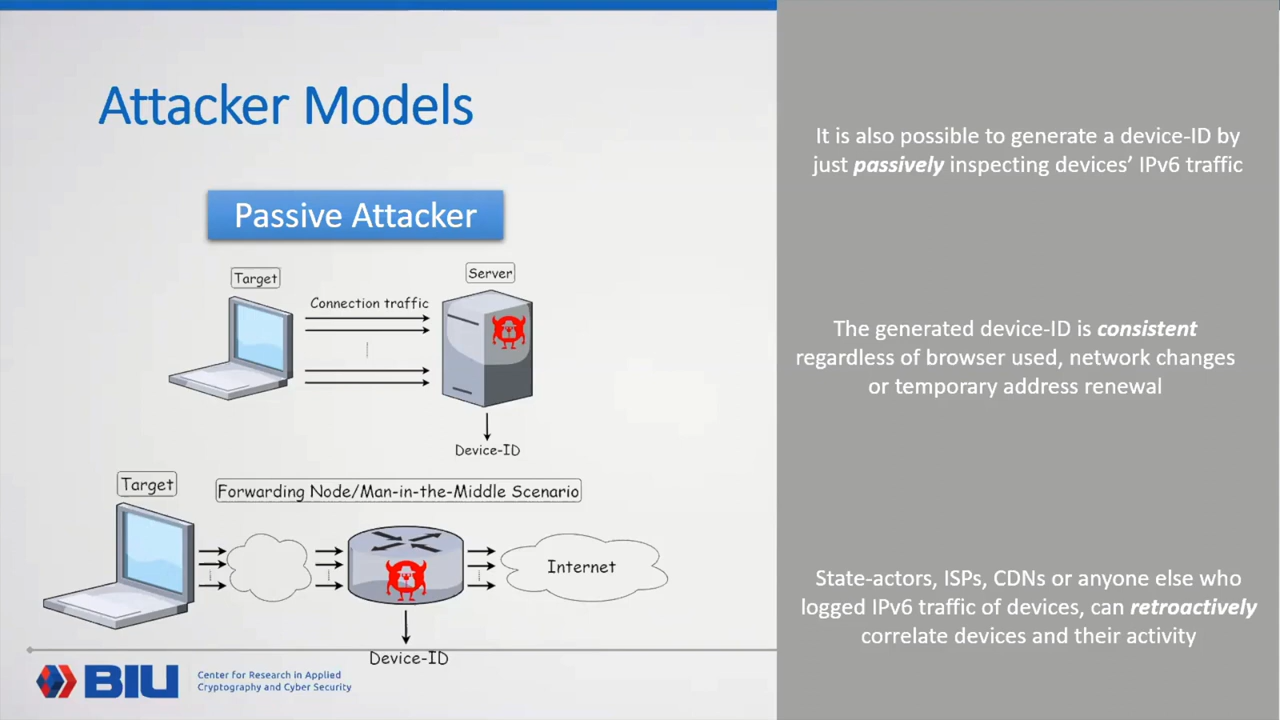 Attacker Models
Passive Attacker
Target
Server
Connection traffic
Device-ID
Target
Forwarding Node/Man-in-the-Middle Scenario
Internet
Device-ID
BIU
Center for Research in Applied
Cryptography and Cyber Security
It is also possible to generate a device-ID by
just passively inspecting devices’ IPv6 traffic
The generated device-ID is consistent
regardless of browser used, network changes
or temporary address renewal
State-actors, ISPs, CDNs or anyone else who
logged IPv6 traffic of devices, can retroactively
correlate devices and their activity